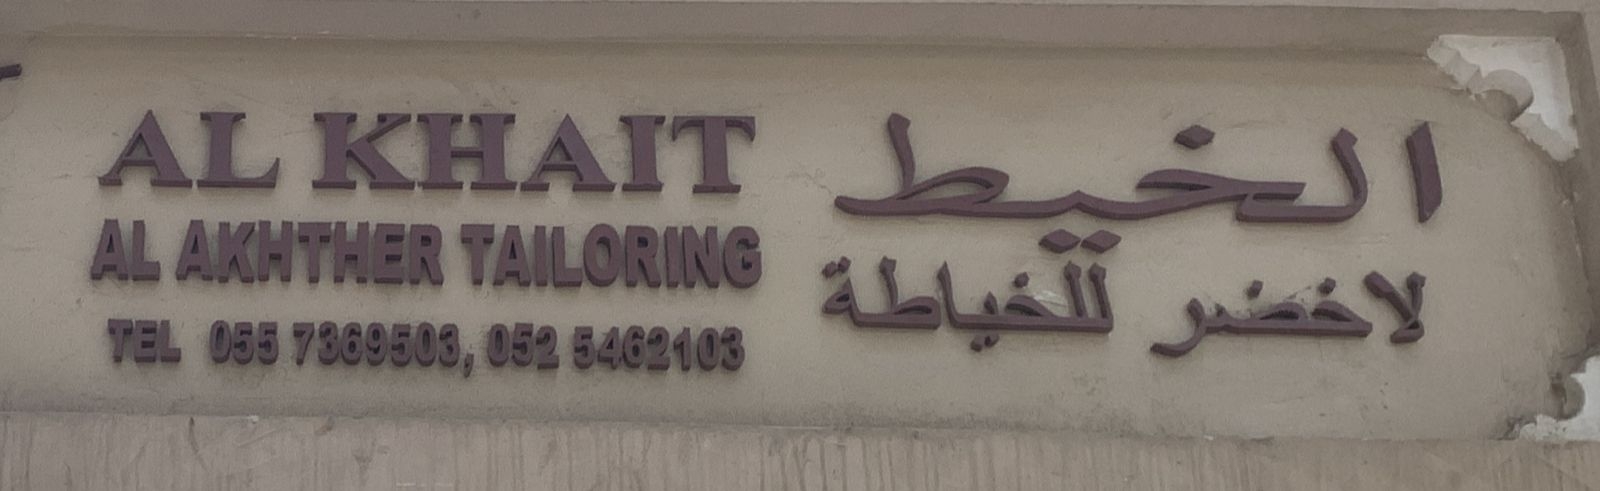 AL KHAIT
الخيط
AL AKHTHER TAILORING
لاخضر للخياطة
TEL 055 7369503, 052 5462103